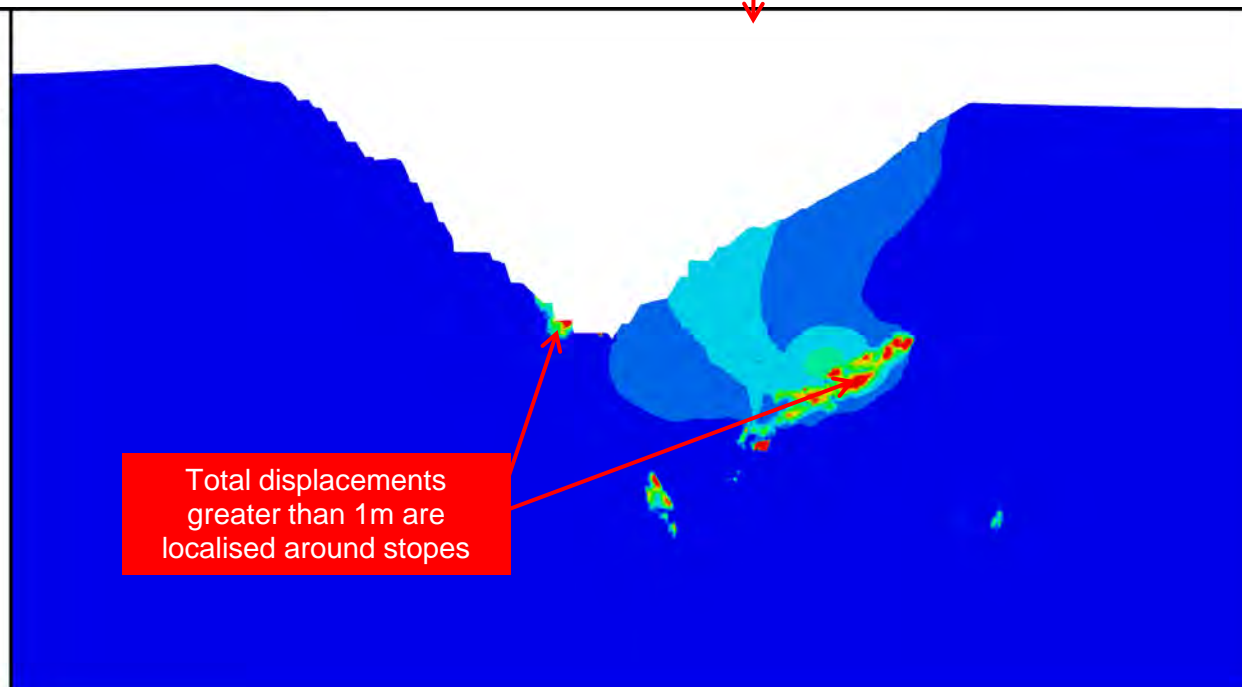 Total displacements
greater than 1m are
localised around stopes